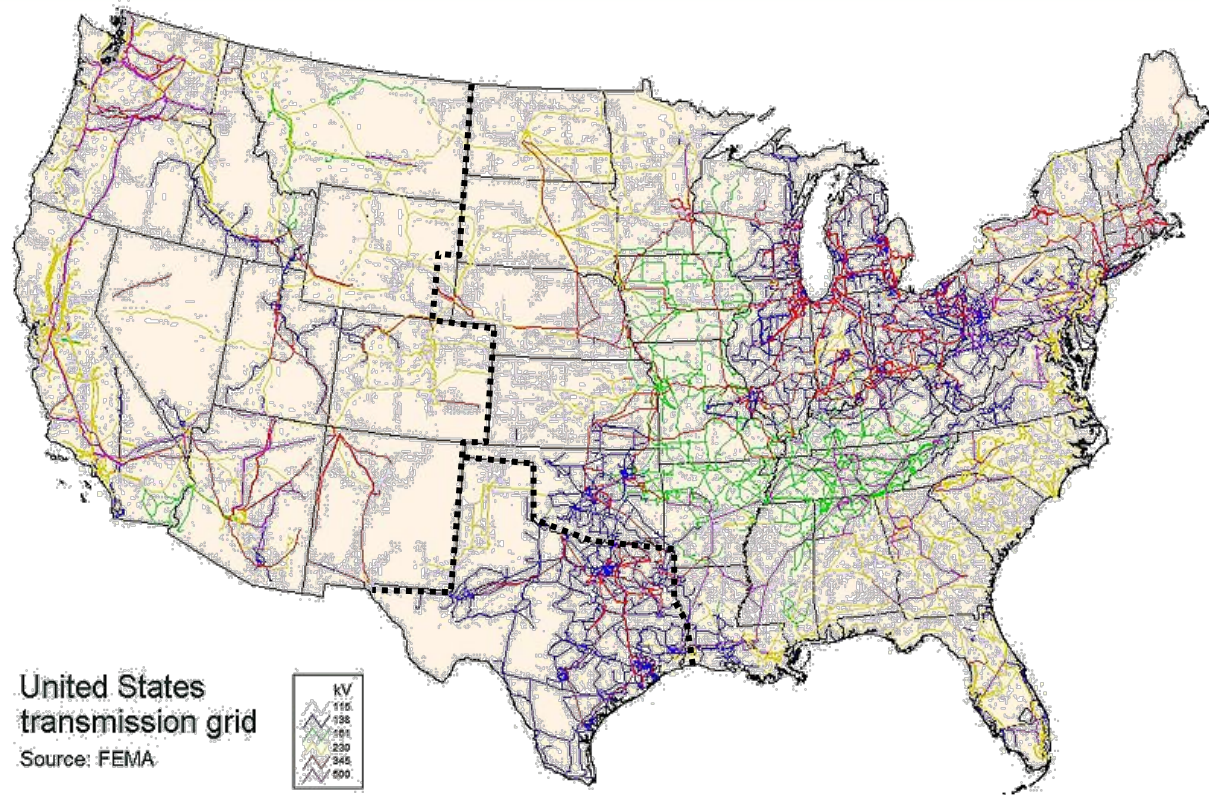 United States
transmission grid
Source: FEMA
kV
115
138
161
230
345
500